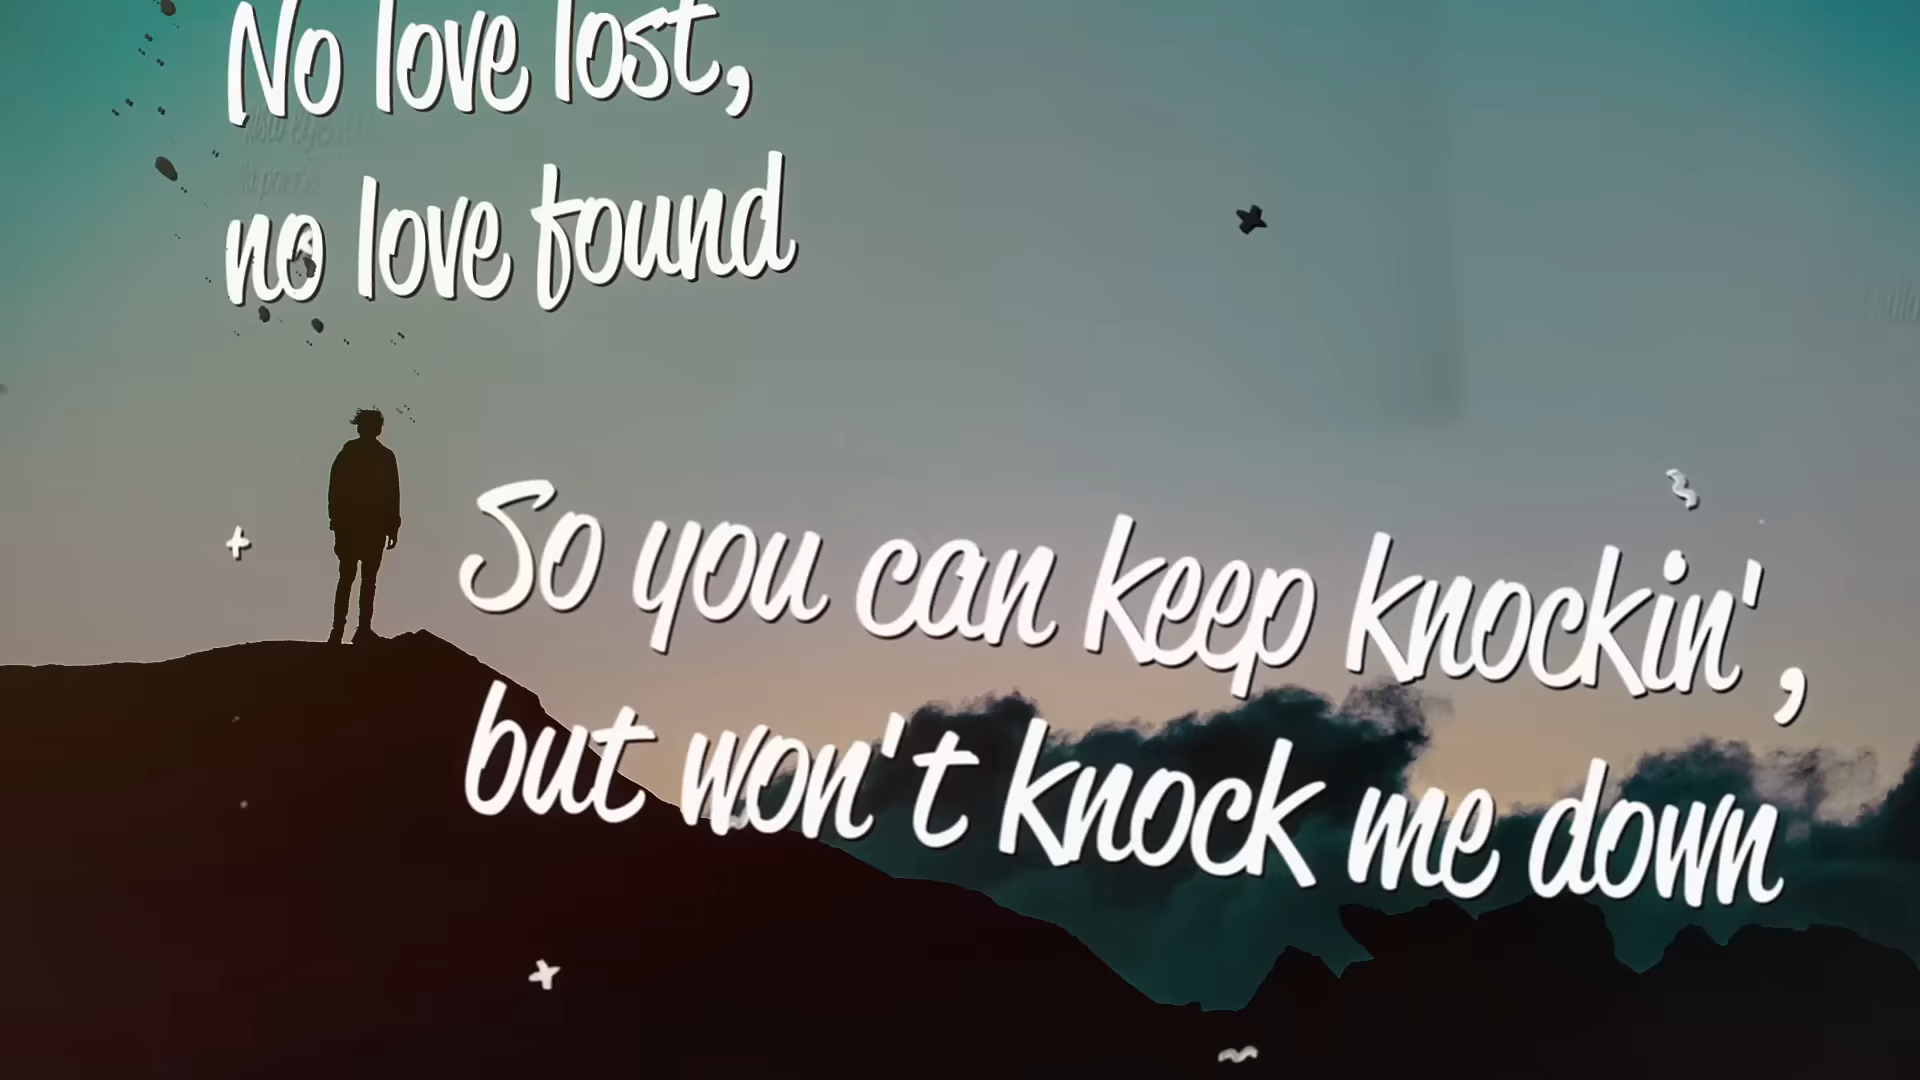 No love lost,
no love found
So you can keep knockin',
but won't knock me down